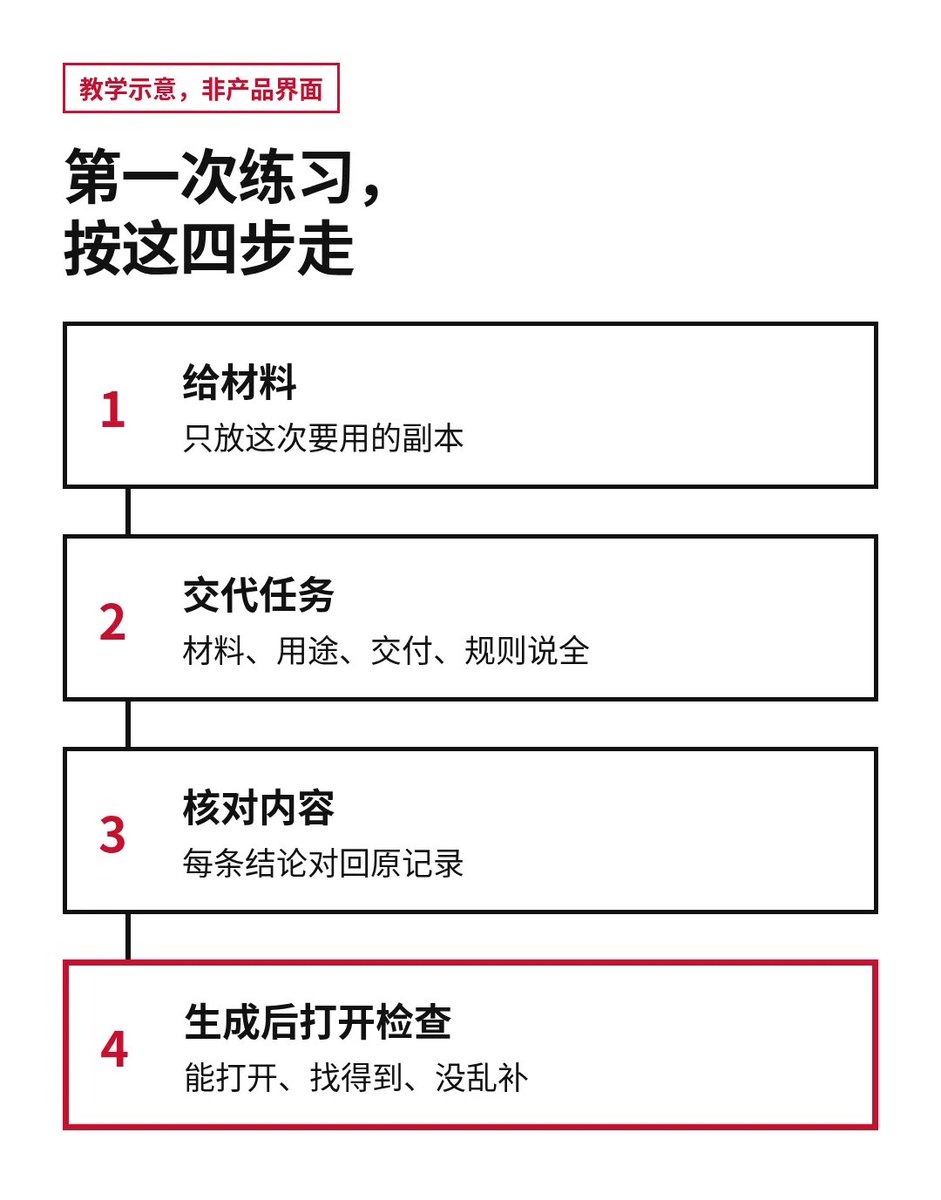 教学示意，非产品界面
第一次练习，
按这四步走
1
给材料
只放这次要用的副本
2
交代任务
材料、用途、交付、规则说全
3
核对内容
每条结论对回原记录
4
生成后打开检查
能打开、找得到、没乱补